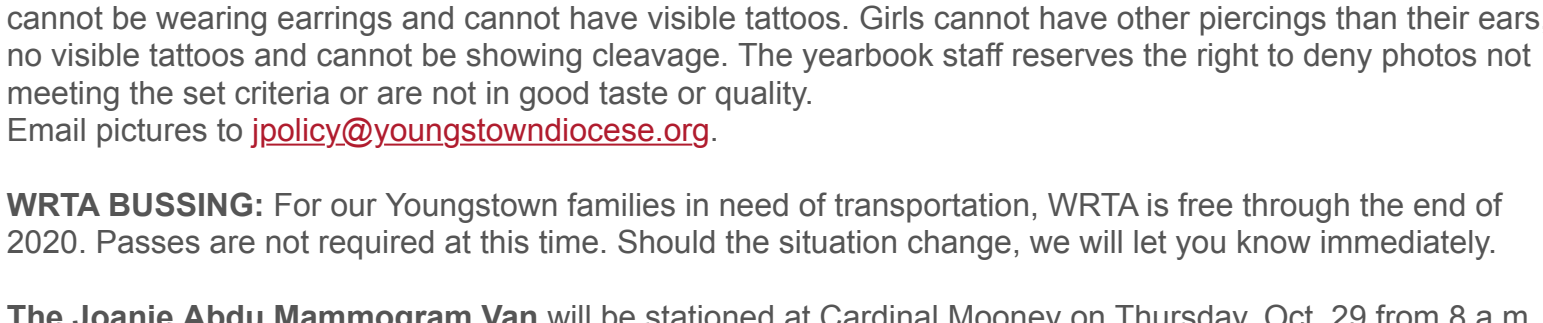 cannot be wearing earrings and cannot have visible tattoos. Girls cannot have other piercings than their ears
no visible tattoos and cannot be showing cleavage. The yearbook staff reserves the right to deny photos not
meeting the set criteria or are not in good taste or quality.
Email pictures to jpolicy@youngstowndiocese.org.
WRTA BUSSING: For our Youngstown families in need of transportation, WRTA is free through the end of
2020. Passes are not required at this time. Should the situation change, we will let you know immediately.
The Joanie Abdu Mammogram Van will be stationed at Cardinal Mooney on Thursday, Oct. 29 from 8 a.m.